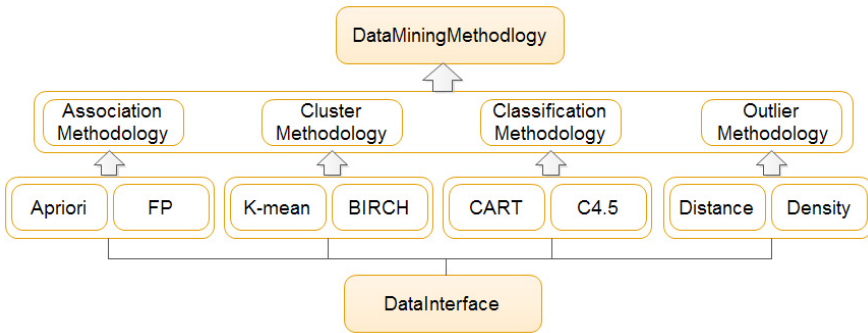 DataMiningMethodlogy
Association
Methodology
Cluster
Methodology
Classification
Methodology
Outlier
Methodology
Apriori
FP
K-mean
BIRCH
CART
C4.5
Distance
Density
DataInterface